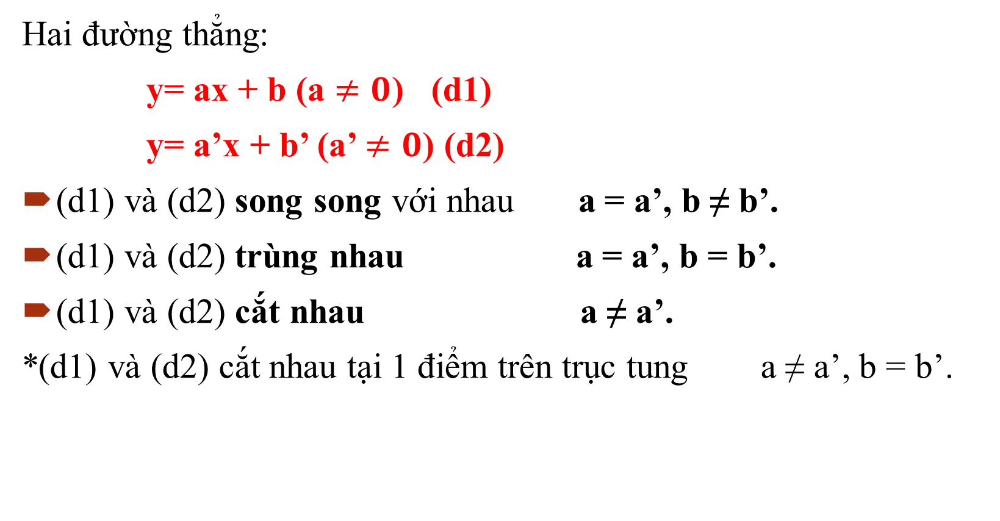 Hai đường thẳng:
y= ax + b (a ≠ 0) (d1)
y= a’x + b’ (a’ ≠ 0) (d2)
(d1) và (d2) song song với nhau a = a’, b ≠ b’.
(d1) và (d2) trùng nhau a = a’, b = b’.
(d1) và (d2) cắt nhau a ≠ a’.
*(d1) và (d2) cắt nhau tại 1 điểm trên trục tung a ≠ a’, b = b’.